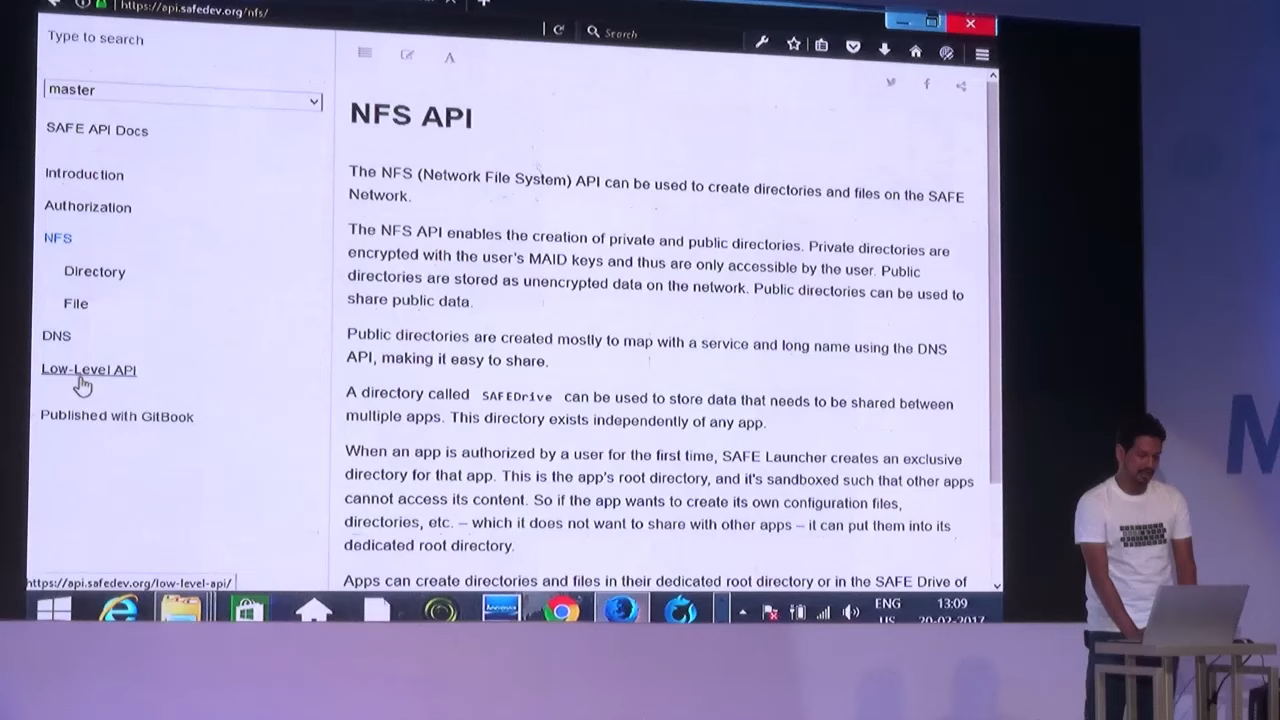 https://api.safedev.org/nfs/
Search
Type to search
master
SAFE API Docs
Introduction
Authorization
NFS
Directory
File
DNS
Low-Level API
Published with GitBook
https://api.safedev.org/low-level-api/
A
NFS API
The NFS (Network File System) API can be used to create directories and files on the SAFE
Network.
The NFS API enables the creation of private and public directories. Private directories are
encrypted with the user's MAID keys and thus are only accessible by the user. Public
directories are stored as unencrypted data on the network. Public directories can be used to
share public data.
Public directories are created mostly to map with a service and long name using the DNS
API, making it easy to share.
A directory called SAFEDrive can be used to store data that needs to be shared between
multiple apps. This directory exists independently of any app.
When an app is authorized by a user for the first time, SAFE Launcher creates an exclusive
directory for that app. This is the app's root directory, and it's sandboxed such that other apps
cannot access its content. So if the app wants to create its own configuration files,
directories, etc. – which it does not want to share with other apps – it can put them into its
dedicated root directory.
Apps can create directories and files in their dedicated root directory or in the SAFE Drive of
ENG
US
13:09
20-02-2017
M